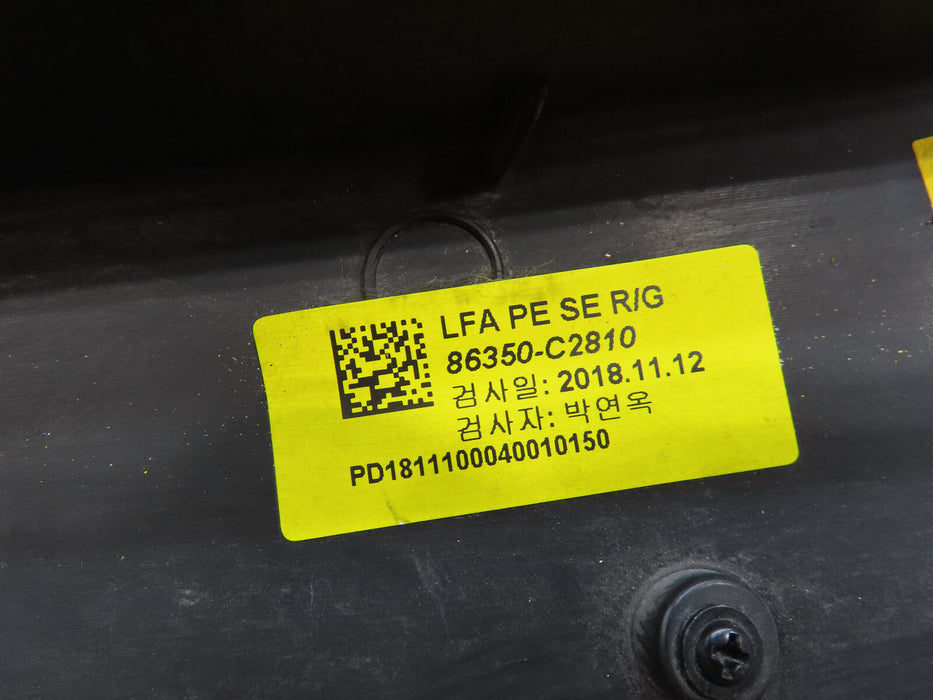 LFA PE SE R/G
86350-C2810
검사일: 2018.11.12
검사자: 박연옥
PD1811100040010150